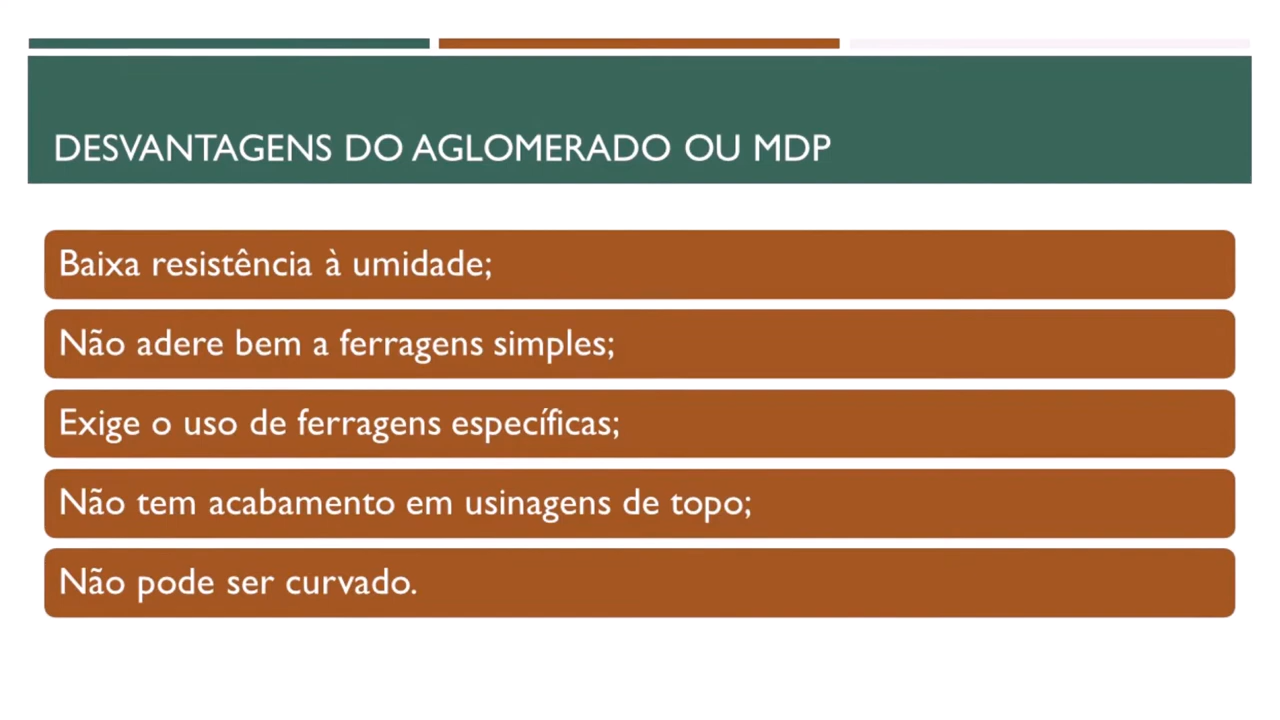 DESVANTAGENS DO AGLOMERADO OU MDP
Baixa resistência à umidade;
Não adere bem a ferragens simples;
Exige o uso de ferragens específicas;
Não tem acabamento em usinagens de topo;
Não pode ser curvado.